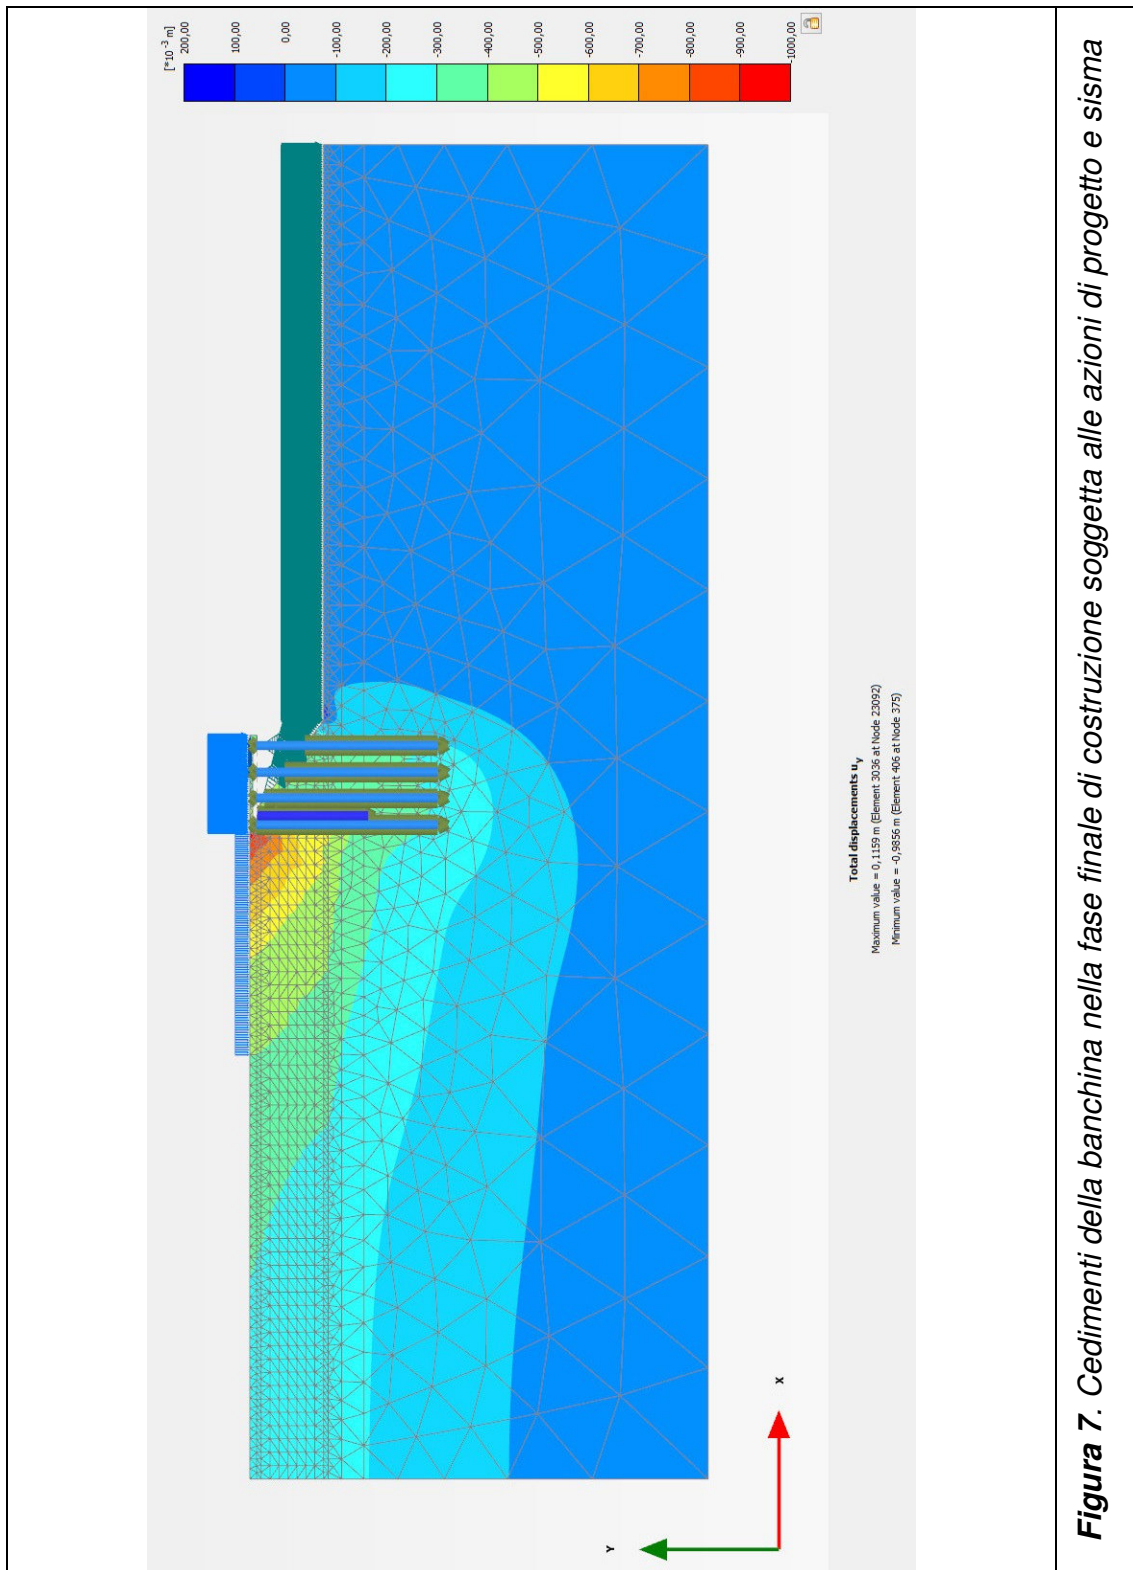 [*10⁻³ m]
200,00
100,00
0,00
-100,00
-200,00
-300,00
-400,00
-500,00
-600,00
-700,00
-800,00
-900,00
-1000,00
Y
X
Total displacements uᵧ
Maximum value = 0,1159 m (Element 3036 at Node 23092)
Minimum value = -0,9856 m (Element 406 at Node 375)
Figura 7. Cedimenti della banchina nella fase finale di costruzione soggetta alle azioni di progetto e sisma